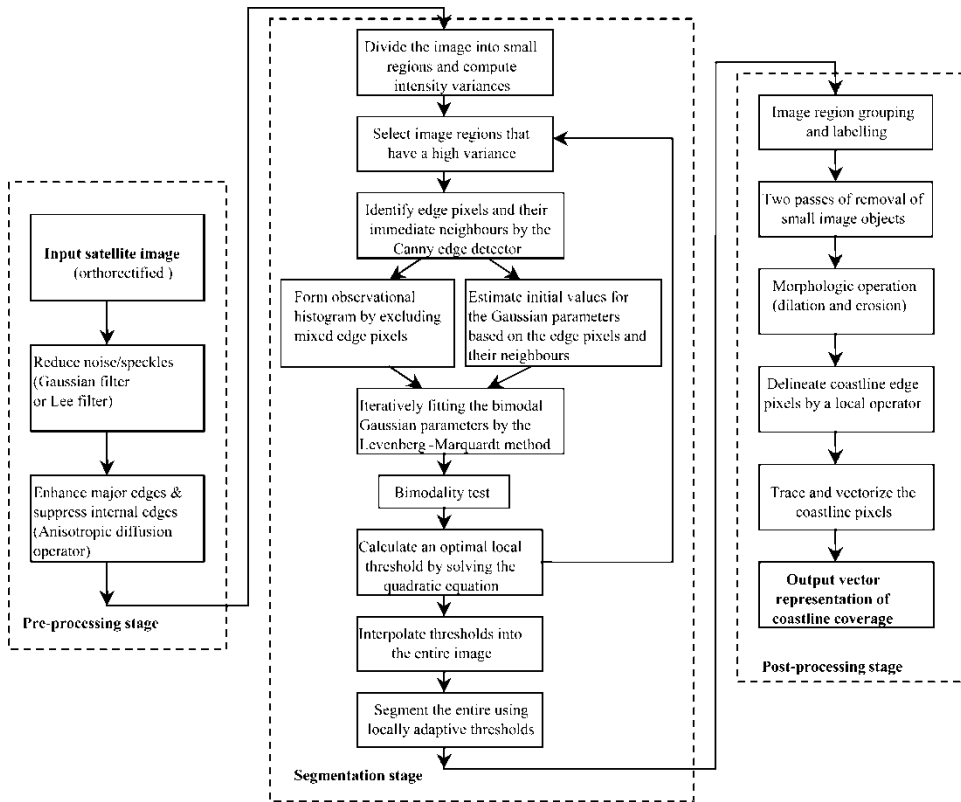 Input satellite image
(orthorectified )
Reduce noise/speckles
(Gaussian filter
or Lee filter)
Enhance major edges &
suppress internal edges
(Anisotropic diffusion
operator)
Pre-processing stage
Divide the image into small
regions and compute
intensity variances
Select image regions that
have a high variance
Identify edge pixels and their
immediate neighbours by the
Canny edge detector
Form observational
histogram by excluding
mixed edge pixels
Estimate initial values for
the Gaussian parameters
based on the edge pixels and
their neighbours
Iteratively fitting the bimodal
Gaussian parameters by the
Levenberg-Marquardt method
Bimodality test
Calculate an optimal local
threshold by solving the
quadratic equation
Interpolate thresholds into
the entire image
Segment the entire using
locally adaptive thresholds
Segmentation stage
Image region grouping
and labelling
Two passes of removal of
small image objects
Morphologic operation
(dilation and erosion)
Delineate coastline edge
pixels by a local operator
Trace and vectorize the
coastline pixels
Output vector
representation of
coastline coverage
Post-processing stage